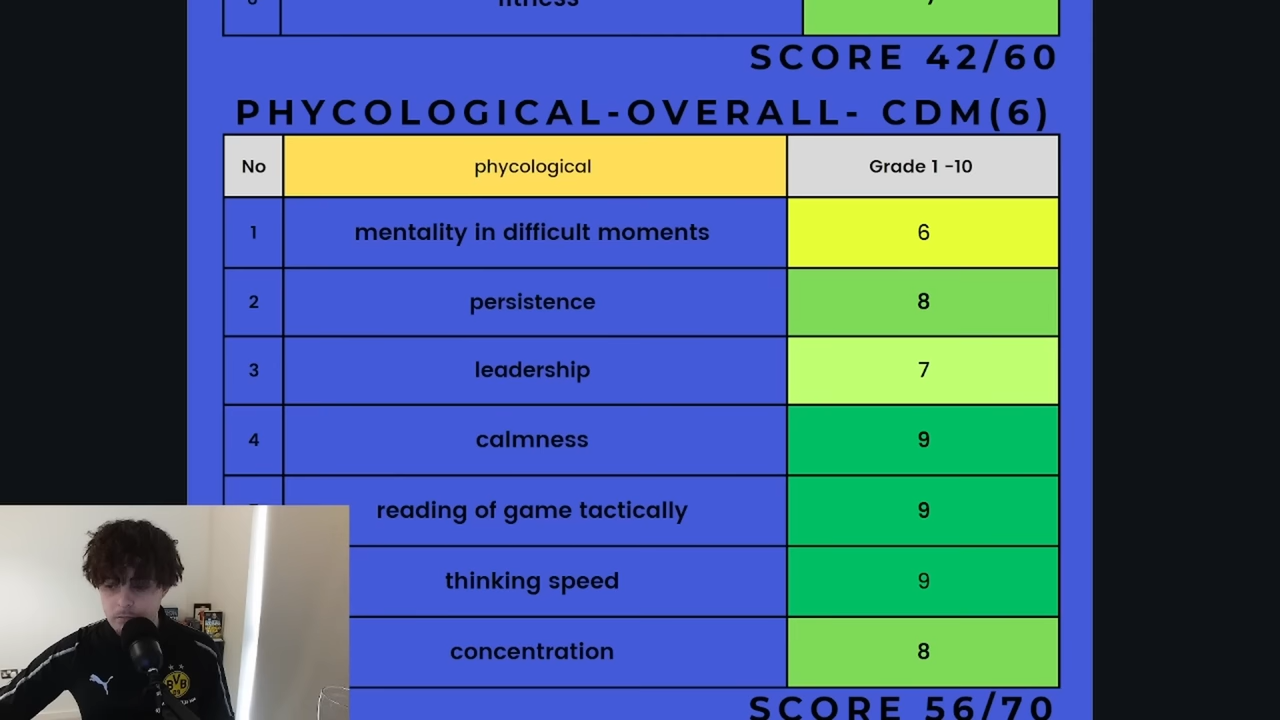 fitness
SCORE 42/60
PHYCOLOGICAL-OVERALL- CDM(6)
No phycological Grade 1 -10
1 mentality in difficult moments 6
2 persistence 8
3 leadership 7
4 calmness 9
reading of game tactically 9
thinking speed 9
concentration 8
BVB
SCORE 56/70